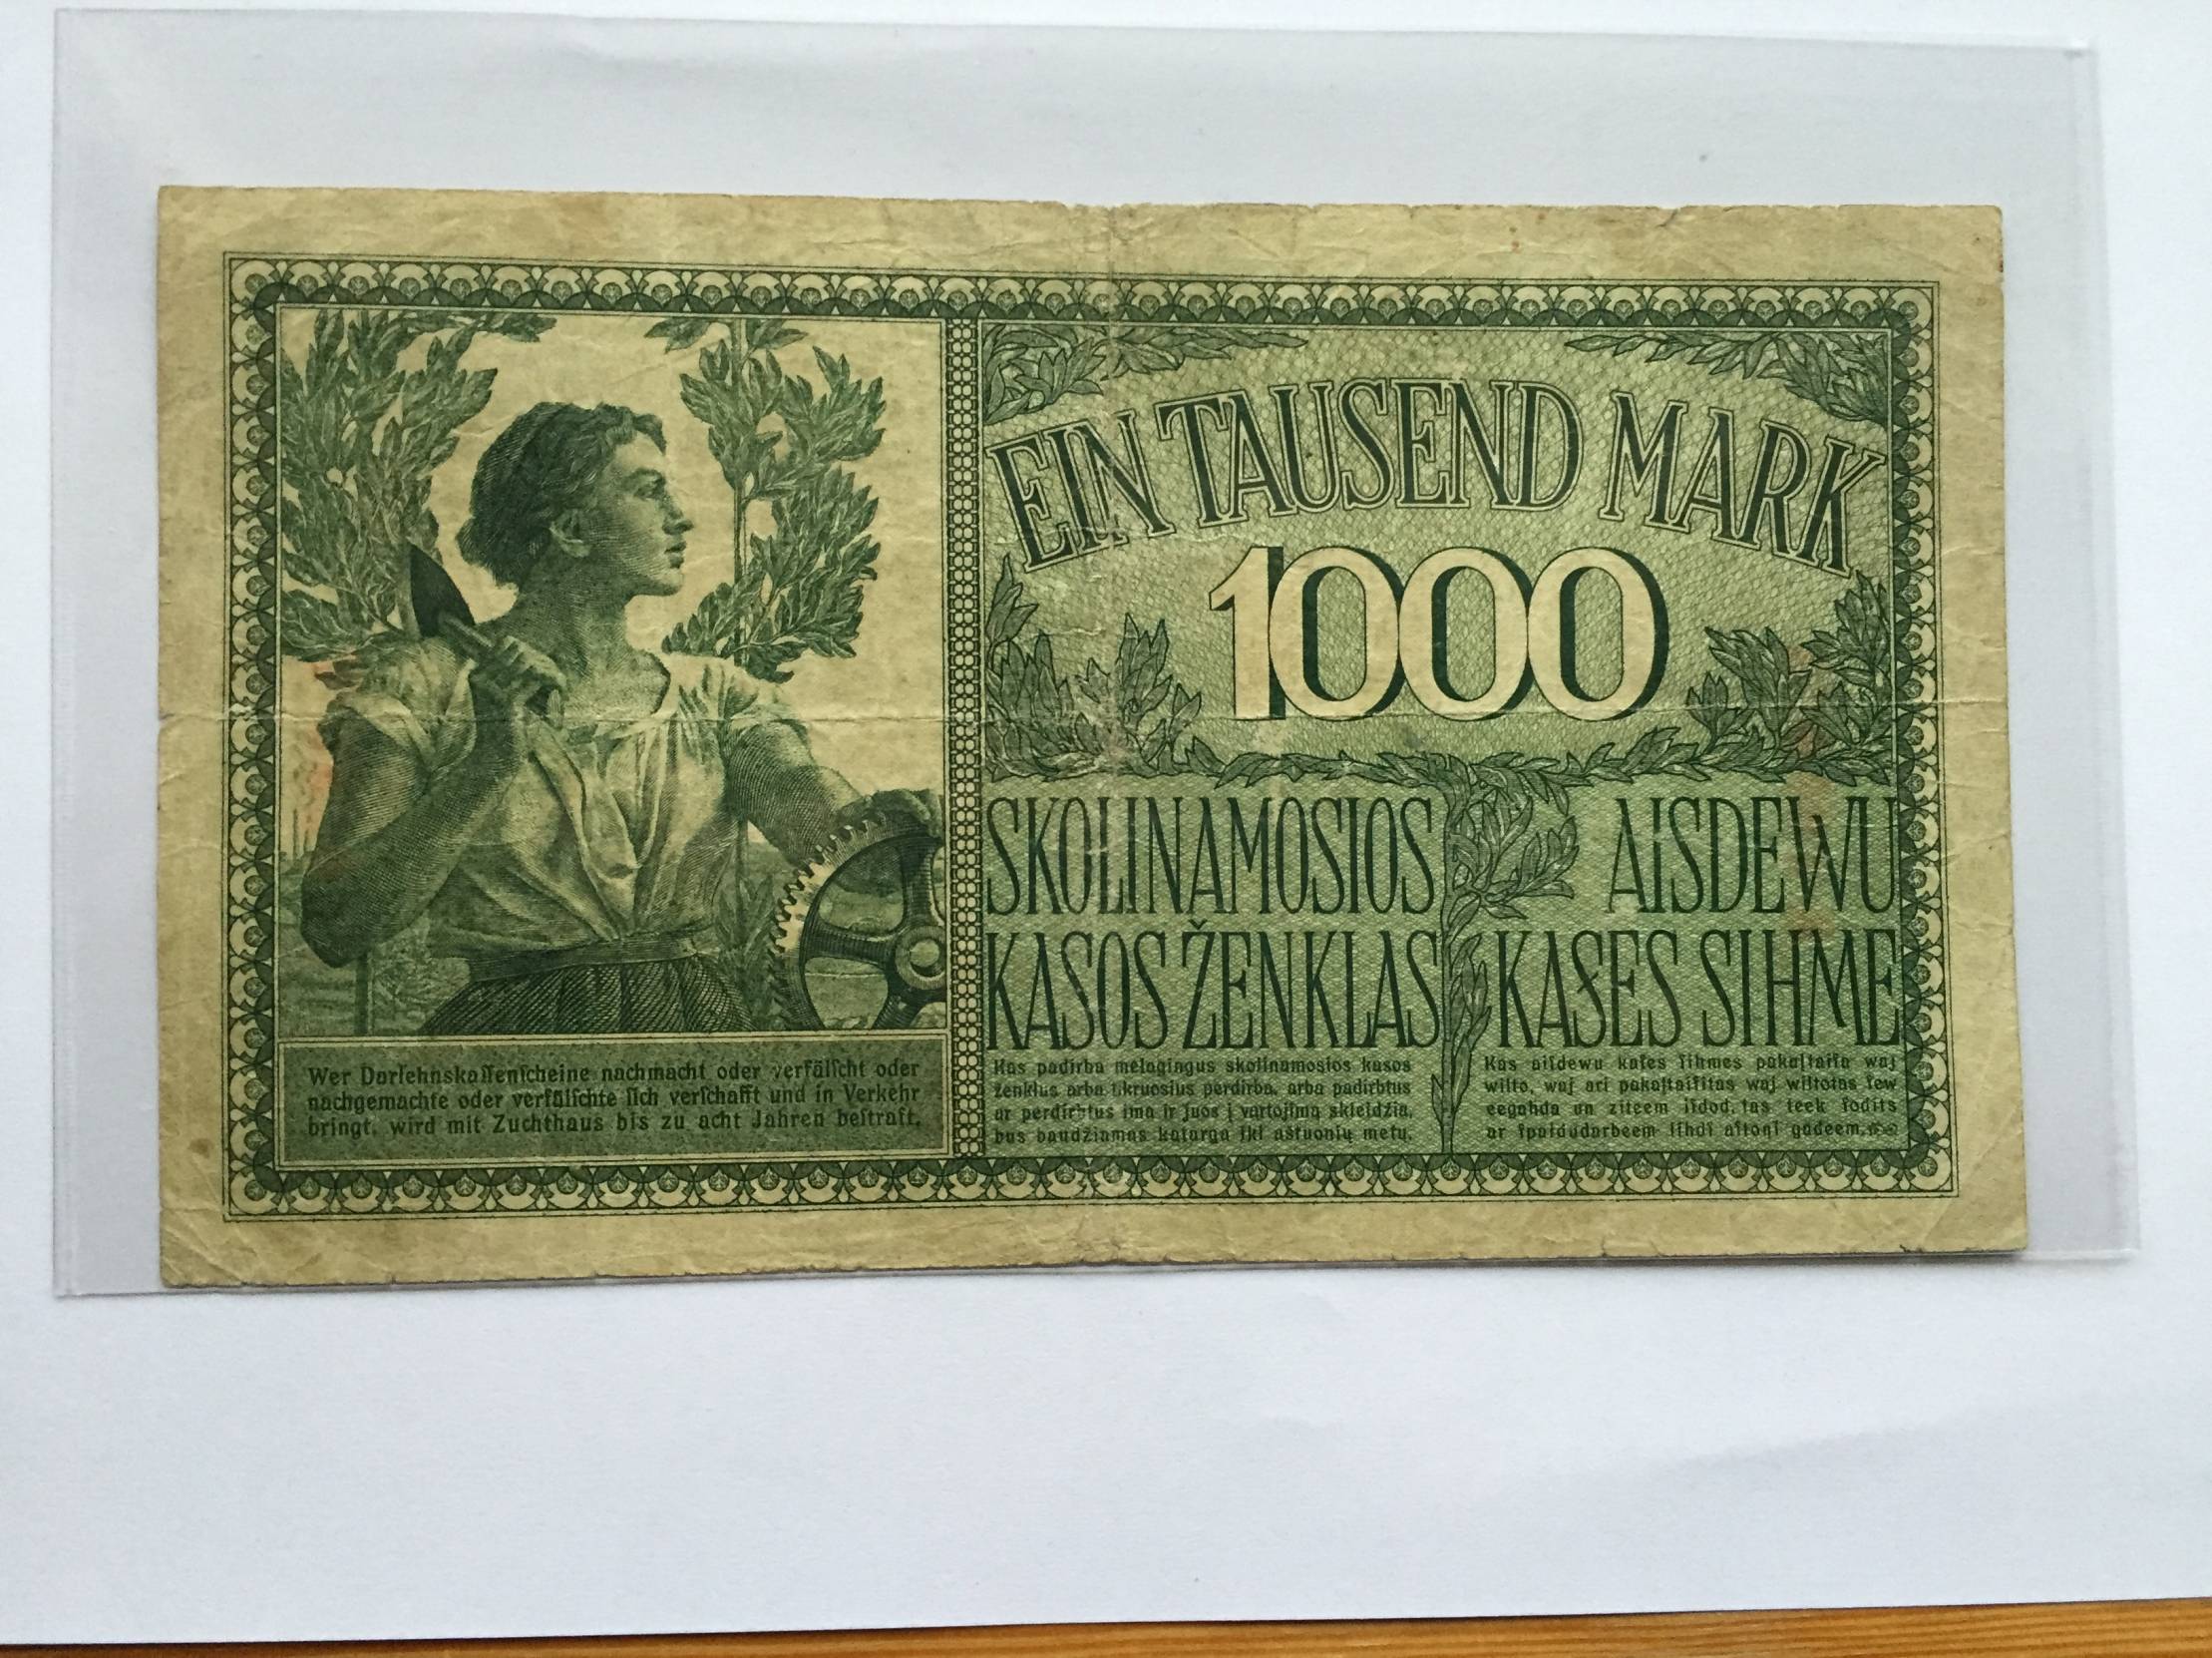 EIN TAUSEND MARK
1000
SKOLINAMOSIOS
KASOS ŽENKLAS
AISDEWU
KAȿES SIHME
Wer Darlehnskaſſenſcheine nachmacht oder verfälſcht oder
nachgemachte oder verfälſchte ſich verſchafft und in Verkehr
bringt, wird mit Zuchthaus bis zu acht Jahren beſtraft.
Kas padirba melagingus skolinamosios kasos
ženklus arba tikruosius perdirba, arba padirbtus
ar perdirbtus ima ir juos į vartojimą skleidžia,
bus baudžiamas katorga iki aštuonių metų.
Kas aiſdewu kaſes ſihmes pakaļtaiſa waj
wilto, waj ari pakaļtaiſitas waj wiltotas ſew
eegahda un ziteem iſdod, tas teek ſodits
ar ſpaidudarbeem lihdſ aſtoņi gadeem.